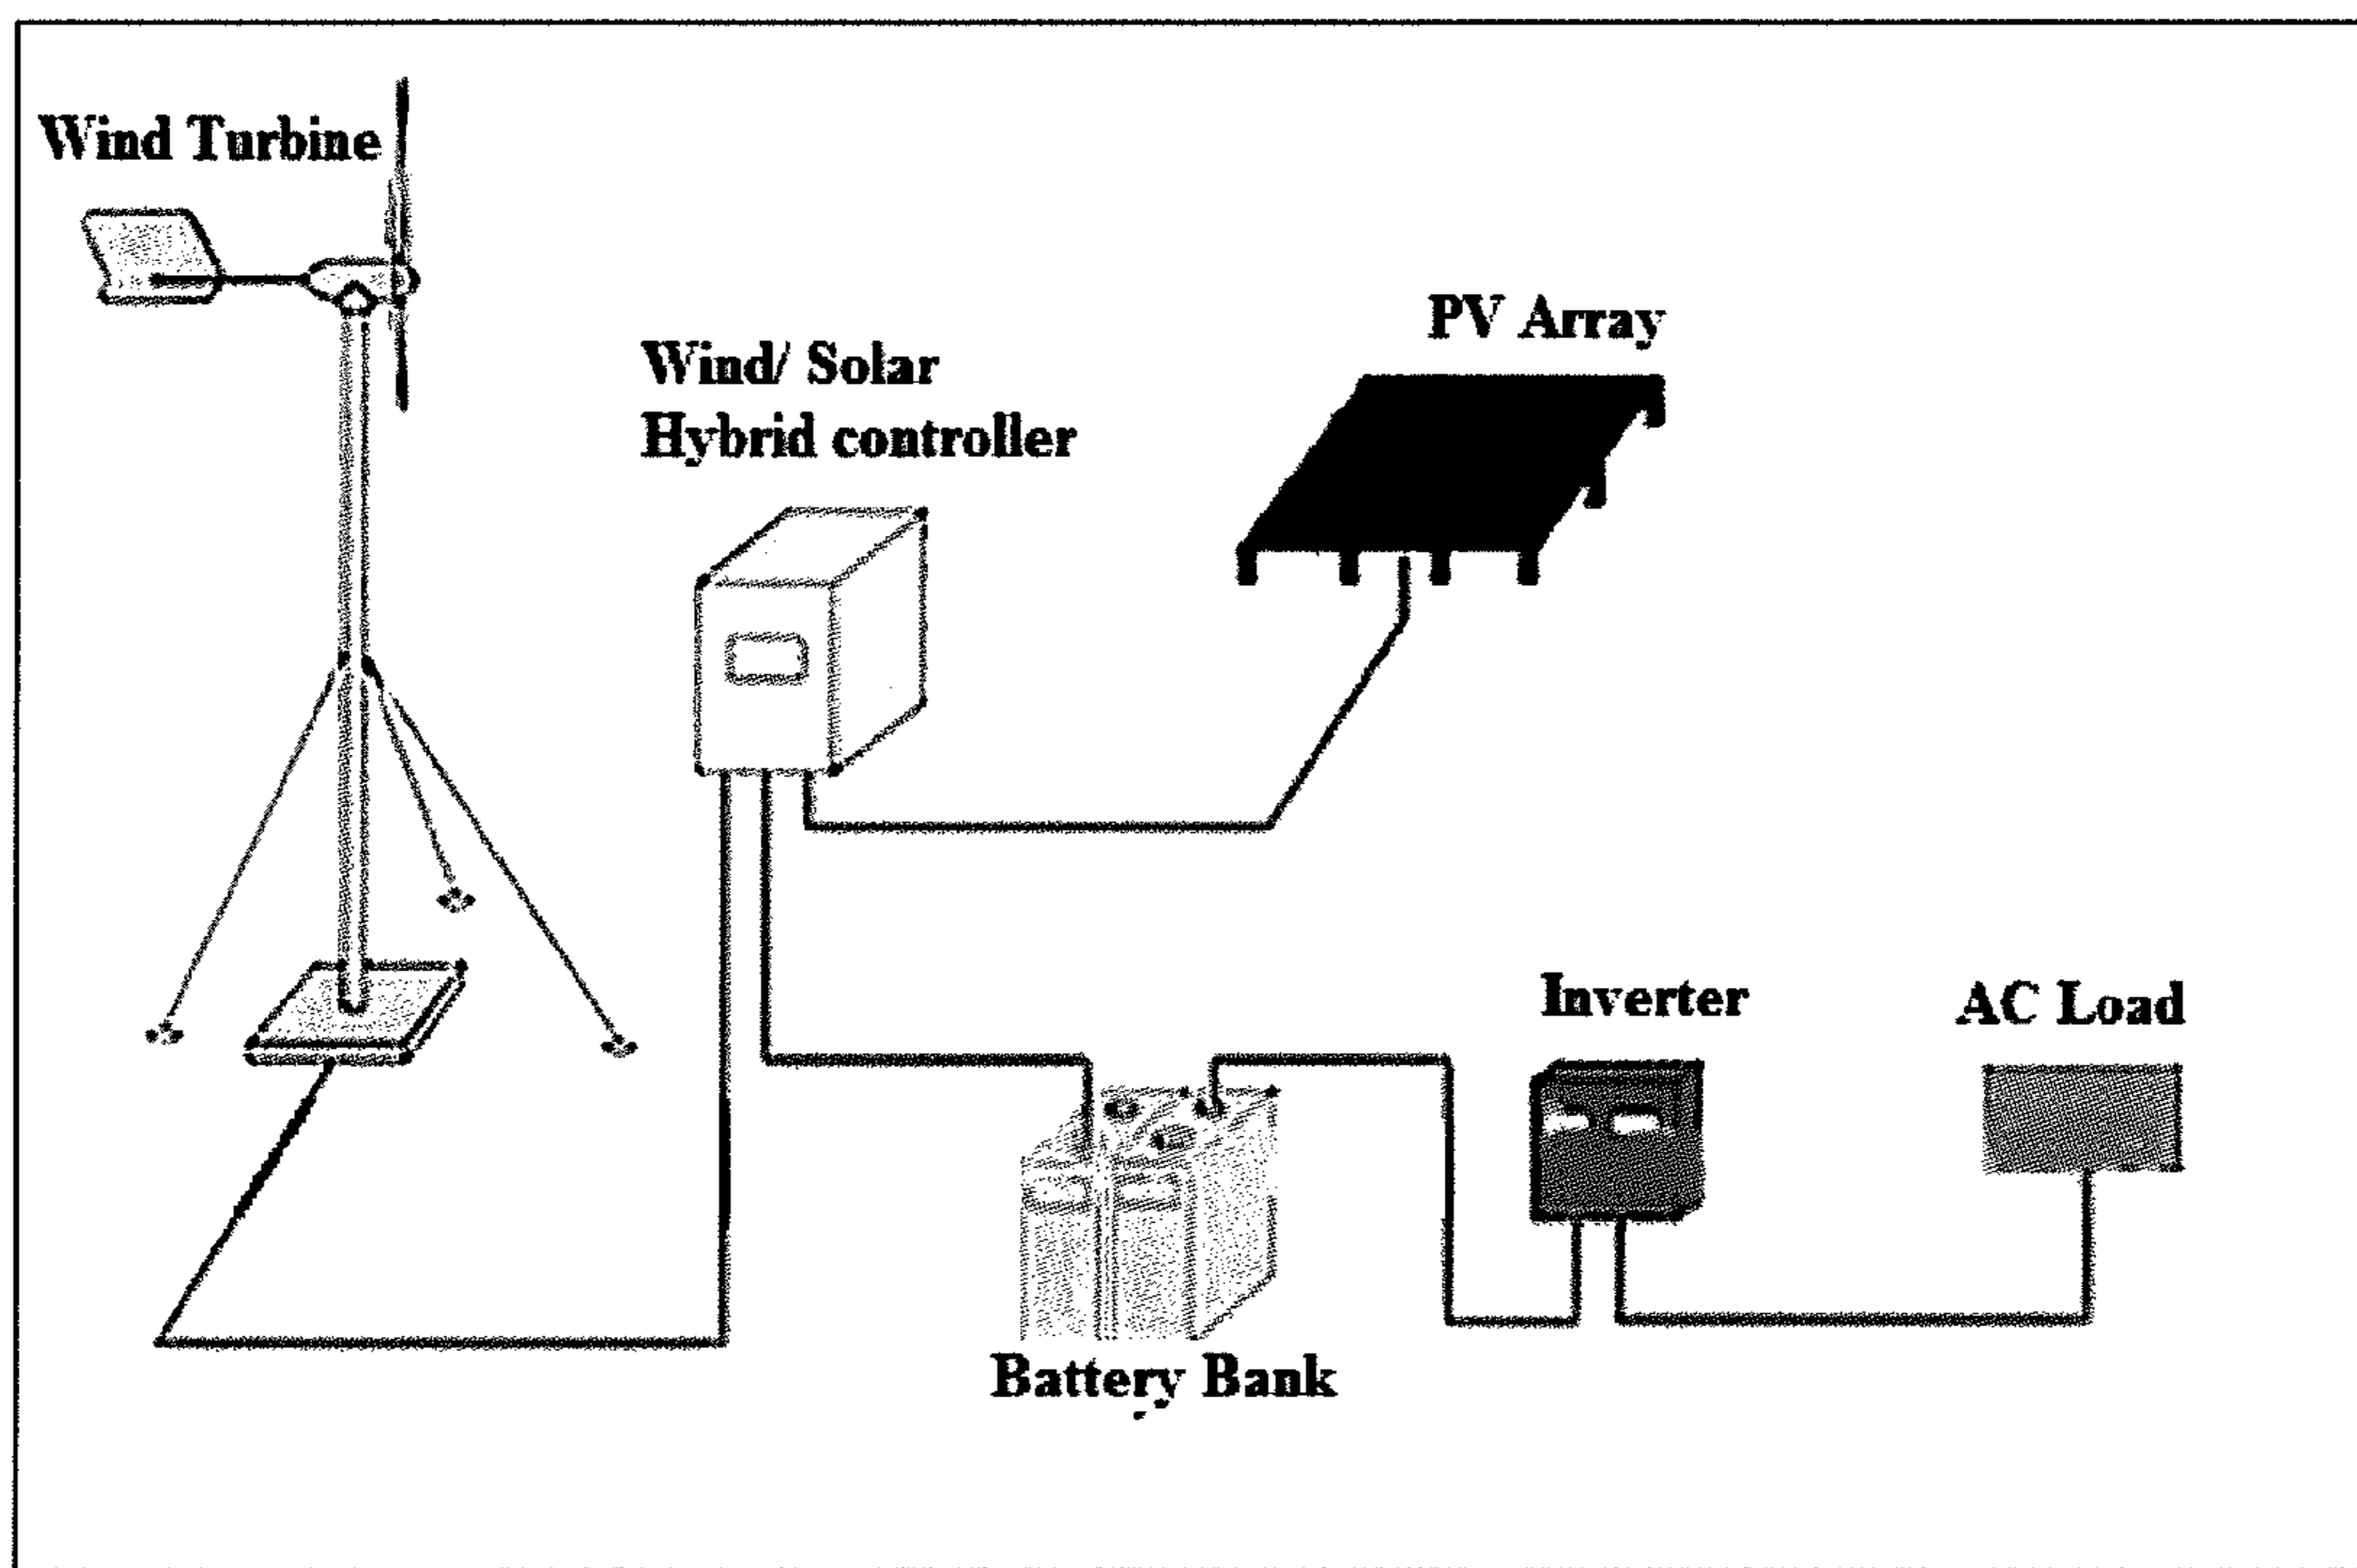 Wind Turbine
Wind/ Solar
Hybrid controller
PV Array
Inverter
AC Load
Battery Bank